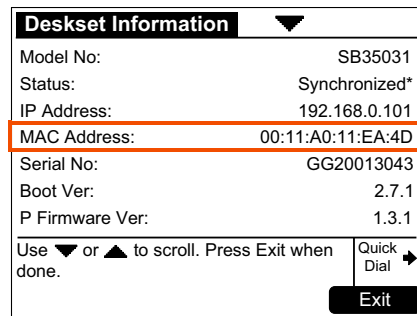 Deskset Information
Model No: SB35031
Status: Synchronized*
IP Address: 192.168.0.101
MAC Address: 00:11:A0:11:EA:4D
Serial No: GG20013043
Boot Ver: 2.7.1
P Firmware Ver: 1.3.1
Use ▼ or ▲ to scroll. Press Exit when
done.
Quick
Dial
Exit